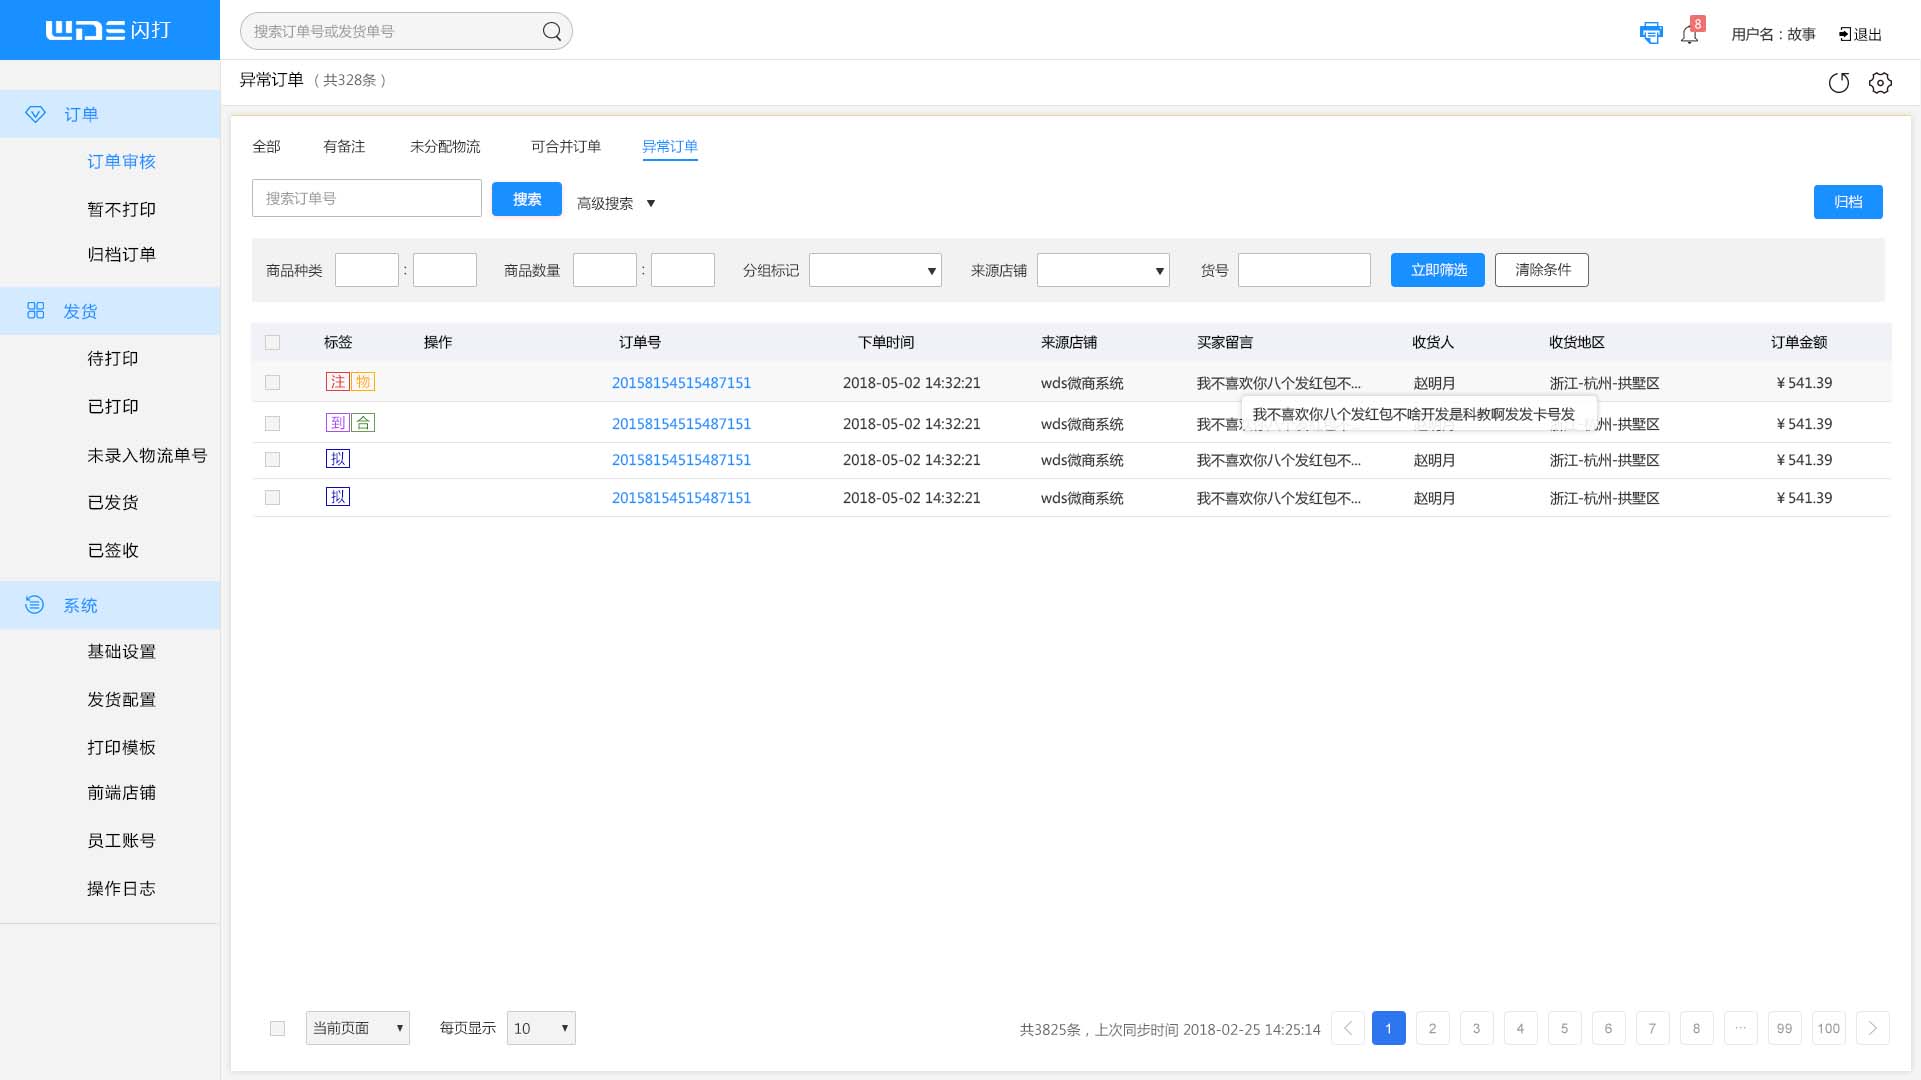 WDS闪打
搜索订单号或发货单号
8
用户名：故事
退出
异常订单（共328条）
订单
订单审核
暂不打印
归档订单
发货
待打印
已打印
未录入物流单号
已发货
已签收
系统
基础设置
发货配置
打印模板
前端店铺
员工账号
操作日志
全部 有备注 未分配物流 可合并订单 异常订单
搜索订单号 搜索 高级搜索 ▼ 归档
商品种类 : 商品数量 : 分组标记 ▼ 来源店铺 ▼ 货号 立即筛选 清除条件
标签 操作 订单号 下单时间 来源店铺 买家留言 收货人 收货地区 订单金额
注 物 20158154515487151 2018-05-02 14:32:21 wds微商系统 我不喜欢你八个发红包不... 赵明月 浙江-杭州-拱墅区 ¥541.39
我不喜欢你八个发红包不啥开发是科教啊发发卡号发
到 合 20158154515487151 2018-05-02 14:32:21 wds微商系统 我不喜欢你八个发红包不... 赵明月 浙江-杭州-拱墅区 ¥541.39
拟 20158154515487151 2018-05-02 14:32:21 wds微商系统 我不喜欢你八个发红包不... 赵明月 浙江-杭州-拱墅区 ¥541.39
拟 20158154515487151 2018-05-02 14:32:21 wds微商系统 我不喜欢你八个发红包不... 赵明月 浙江-杭州-拱墅区 ¥541.39
当前页面 ▼ 每页显示 10 ▼ 共3825条，上次同步时间 2018-02-25 14:25:14 < 1 2 3 4 5 6 7 8 ... 99 100 >